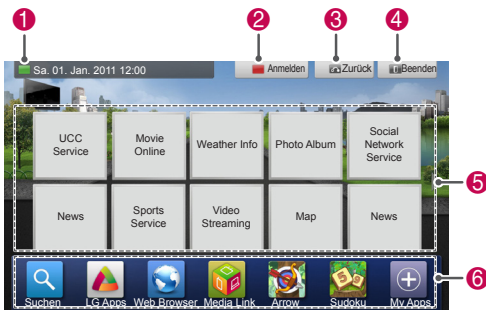 1
2
3
4
Sa. 01. Jan. 2011 12:00
Anmelden
Zurück
Beenden
UCC
Service
Movie
Online
Weather Info
Photo Album
Social
Network
Service
5
News
Sports
Service
Video
Streaming
Map
News
6
Suchen
LG Apps
Web Browser
Media Link
Arrow
Sudoku
My Apps